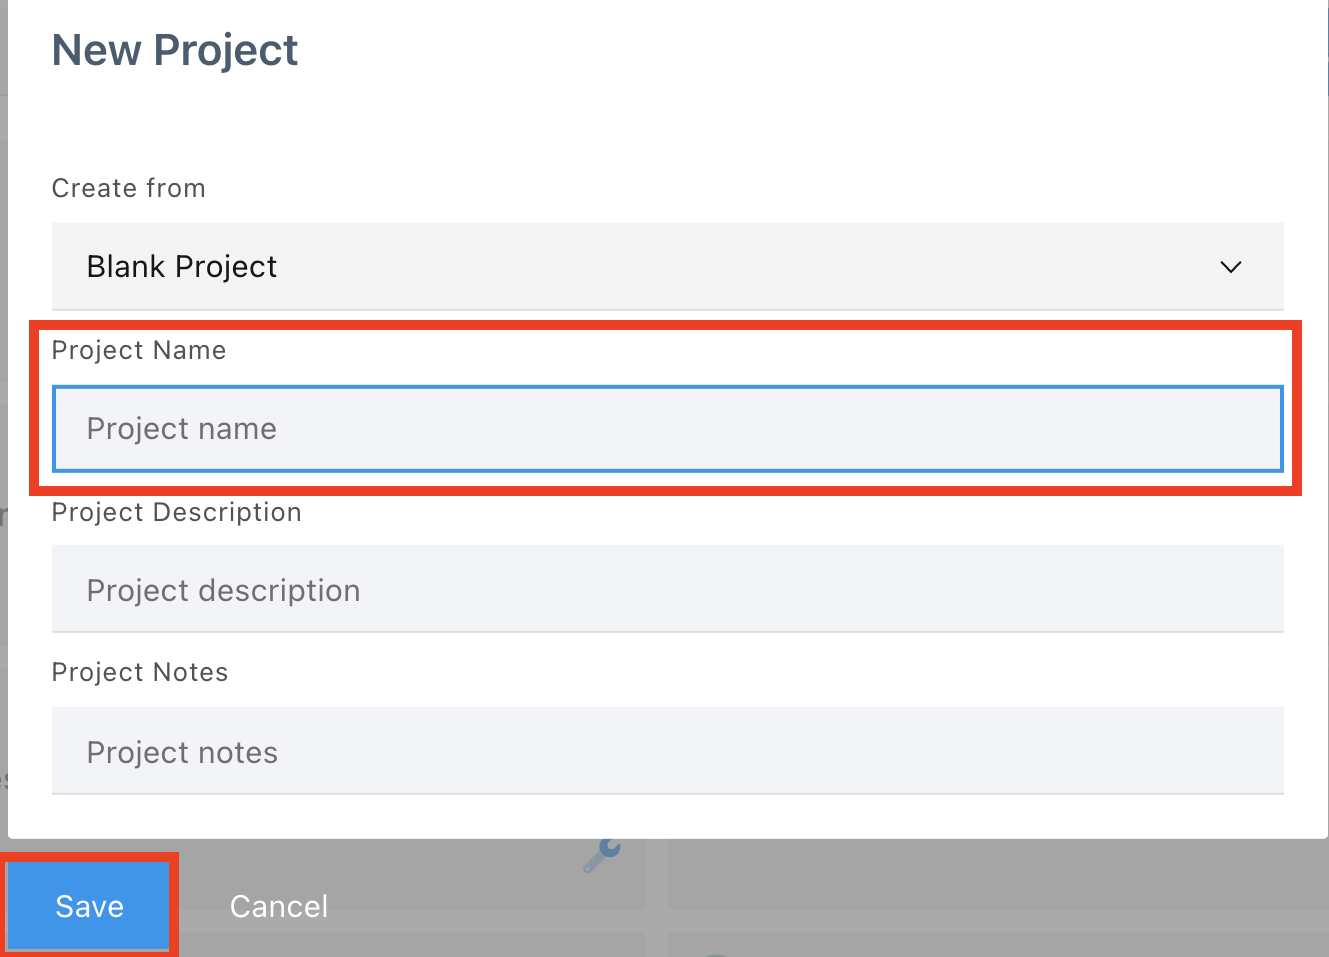 New Project
Create from
Blank Project
Project Name
Project name
Project Description
Project description
Project Notes
Project notes
Save
Cancel